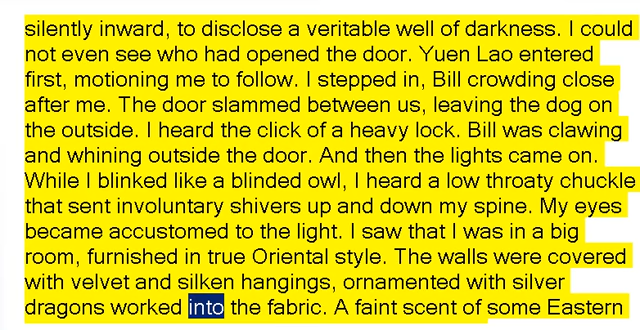 silently inward, to disclose a veritable well of darkness. I could
not even see who had opened the door. Yuen Lao entered
first, motioning me to follow. I stepped in, Bill crowding close
after me. The door slammed between us, leaving the dog on
the outside. I heard the click of a heavy lock. Bill was clawing
and whining outside the door. And then the lights came on.
While I blinked like a blinded owl, I heard a low throaty chuckle
that sent involuntary shivers up and down my spine. My eyes
became accustomed to the light. I saw that I was in a big
room, furnished in true Oriental style. The walls were covered
with velvet and silken hangings, ornamented with silver
dragons worked into the fabric. A faint scent of some Eastern